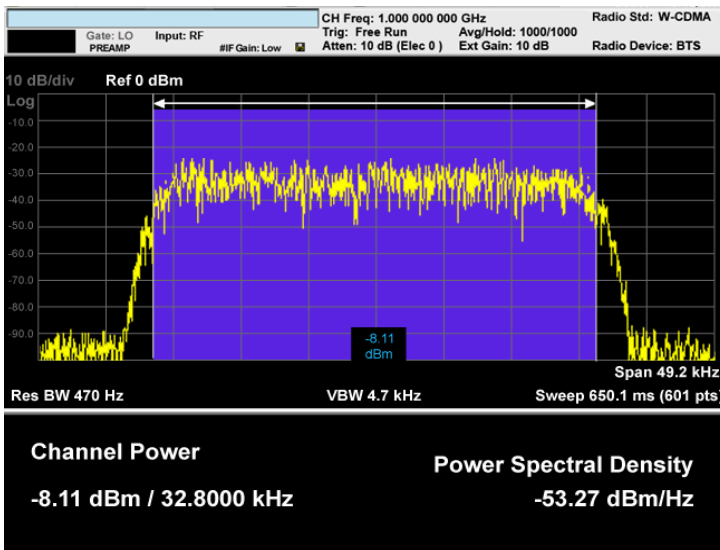 CH Freq: 1.000 000 000 GHz Radio Std: W-CDMA
Gate: LO Input: RF Trig: Free Run Avg/Hold: 1000/1000
PREAMP #IF Gain: Low Atten: 10 dB (Elec 0 ) Ext Gain: 10 dB Radio Device: BTS
10 dB/div Ref 0 dBm
Log
-10.0
-20.0
-30.0
-40.0
-50.0
-60.0
-70.0
-80.0
-90.0
-8.11
dBm
Span 49.2 kHz
Res BW 470 Hz VBW 4.7 kHz Sweep 650.1 ms (601 pts)
Channel Power
Power Spectral Density
-8.11 dBm / 32.8000 kHz -53.27 dBm/Hz